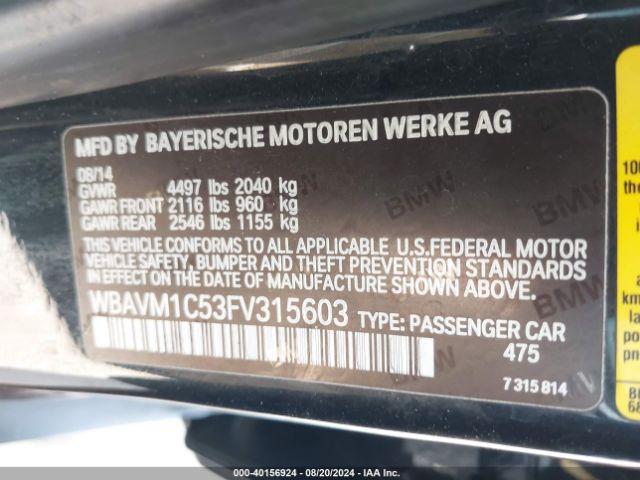 MFD BY BAYERISCHE MOTOREN WERKE AG
08/14
GVWR 4497 lbs 2040 kg
GAWR FRONT 2116 lbs 960 kg
GAWR REAR 2546 lbs 1155 kg
THIS VEHICLE CONFORMS TO ALL APPLICABLE U.S.FEDERAL MOTOR
VEHICLE SAFETY, BUMPER AND THEFT PREVENTION STANDARDS
IN EFFECT ON THE DATE OF MANUFACTURE SHOWN ABOVE.
WBAVM1C53FV315603 TYPE: PASSENGER CAR
475
7 315 814
000-40156924 | 08/20/2024 | IAA Inc.